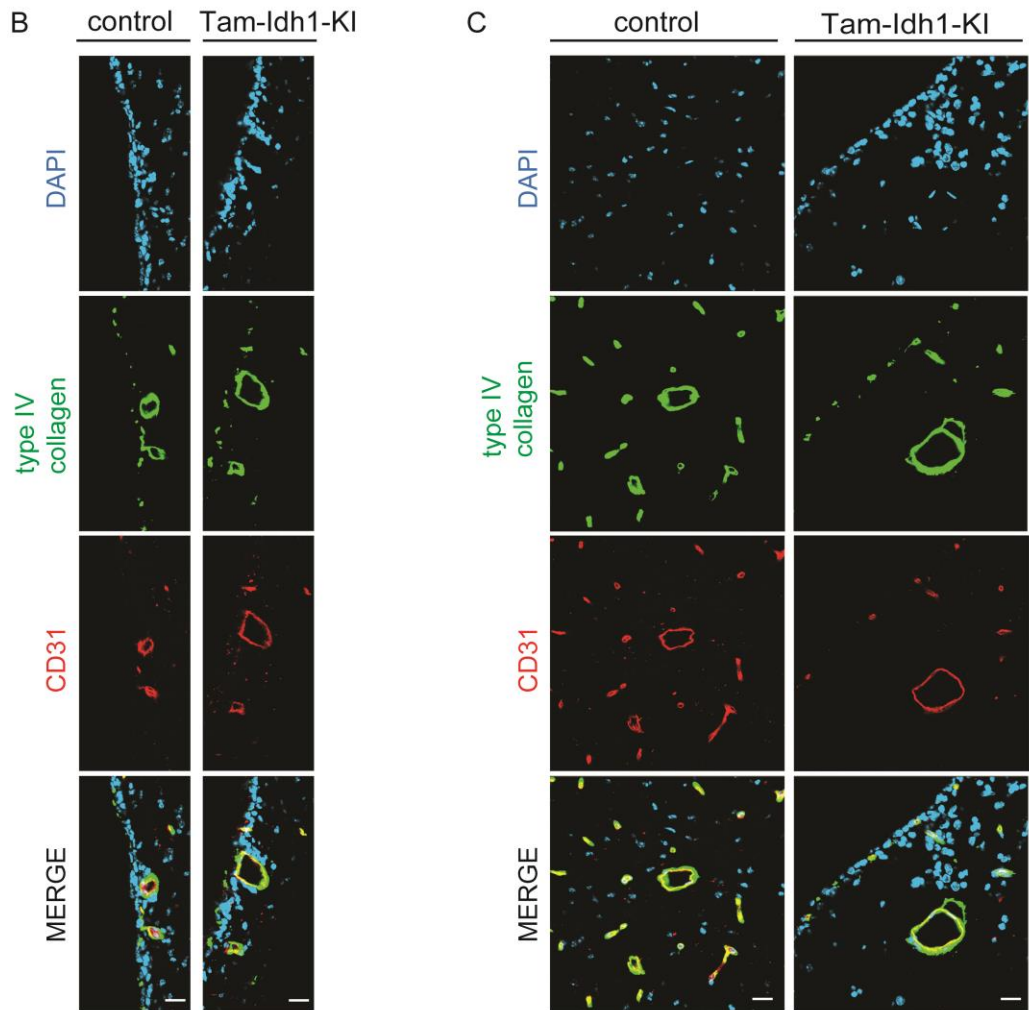 B
control
Tam-Idh1-KI
DAPI
type IV
collagen
CD31
MERGE
C
control
Tam-Idh1-KI
DAPI
type IV
collagen
CD31
MERGE